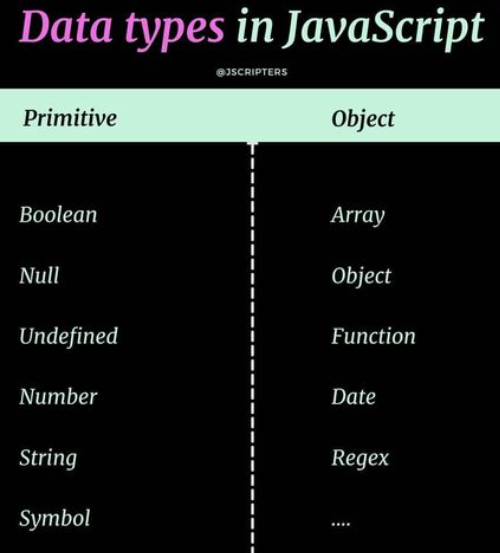 Data types in JavaScript
@JSCRIPTERS
Primitive Object
Boolean Array
Null Object
Undefined Function
Number Date
String Regex
Symbol ....